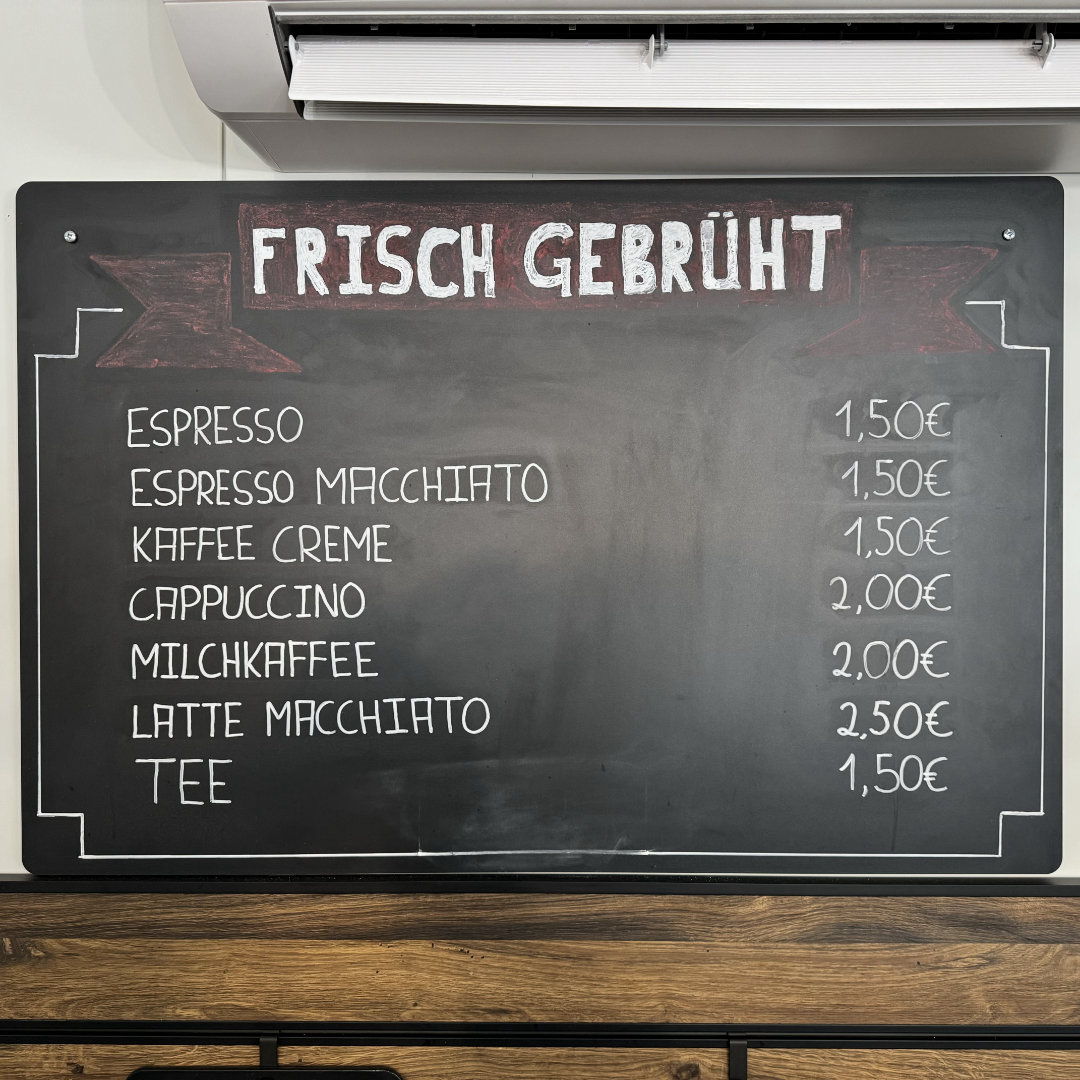 FRISCH GEBRÜHT
ESPRESSO 1,50€
ESPRESSO MACCHIATO 1,50€
KAFFEE CREME 1,50€
CAPPUCCINO 2,00€
MILCHKAFFEE 2,00€
LATTE MACCHIATO 2,50€
TEE 1,50€